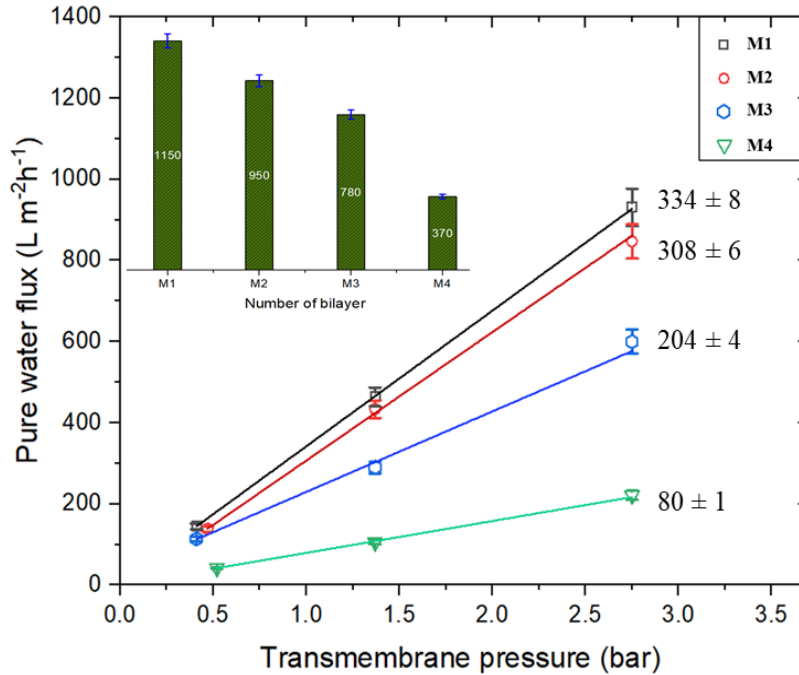 1400
1200
1000
800
600
400
200
0
Pure water flux (L m⁻²h⁻¹)
0.0 0.5 1.0 1.5 2.0 2.5 3.0 3.5
Transmembrane pressure (bar)
1150
950
780
370
M1 M2 M3 M4
Number of bilayer
M1
M2
M3
M4
334 ± 8
308 ± 6
204 ± 4
80 ± 1